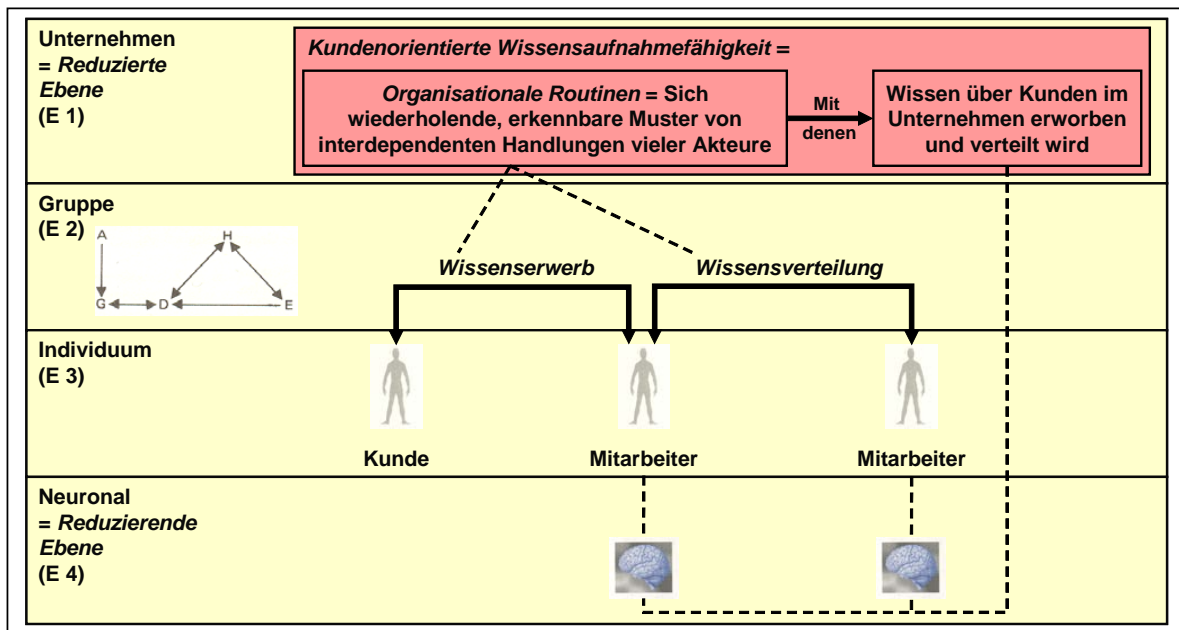 Unternehmen
= Reduzierte
Ebene
(E 1)
Kundenorientierte Wissensaufnahmefähigkeit =
Organisationale Routinen = Sich
wiederholende, erkennbare Muster von
interdependenten Handlungen vieler Akteure
Mit
denen
Wissen über Kunden im
Unternehmen erworben
und verteilt wird
Gruppe
(E 2)
A
H
G
D
E
Wissenserwerb
Wissensverteilung
Individuum
(E 3)
Kunde
Mitarbeiter
Mitarbeiter
Neuronal
= Reduzierende
Ebene
(E 4)